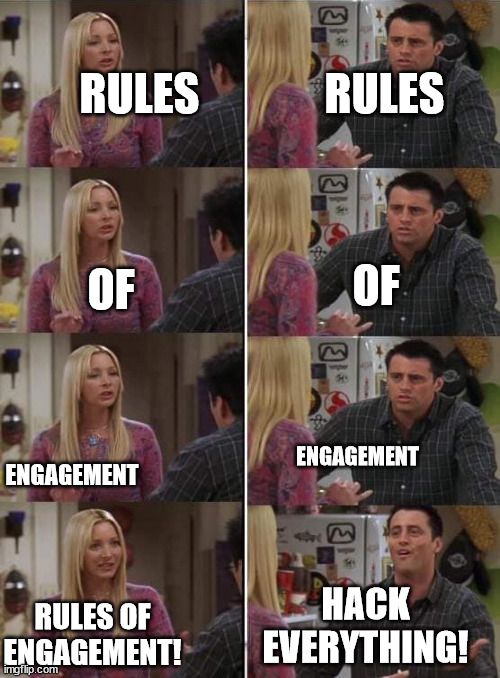 RULES
RULES
OF
OF
ENGAGEMENT
ENGAGEMENT
RULES OF
ENGAGEMENT!
HACK
EVERYTHING!
imgflip.com